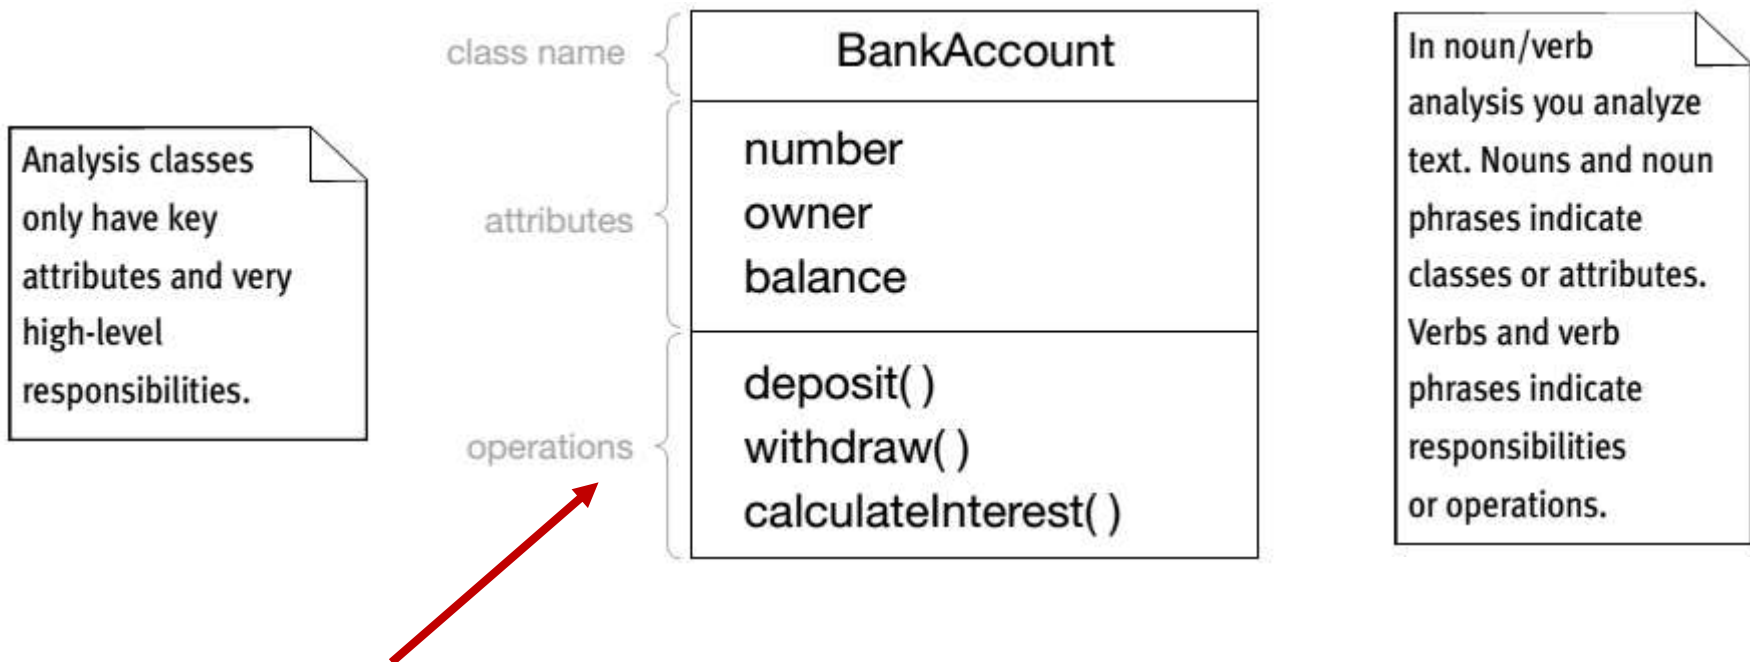 Analysis classes
only have key
attributes and very
high-level
responsibilities.
class name
BankAccount
attributes
number
owner
balance
operations
deposit( )
withdraw( )
calculateInterest( )
In noun/verb
analysis you analyze
text. Nouns and noun
phrases indicate
classes or attributes.
Verbs and verb
phrases indicate
responsibilities
or operations.